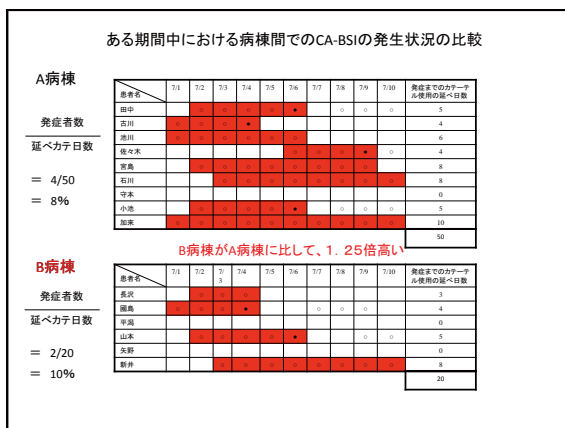 ある期間中における病棟間でのCA-BSIの発生状況の比較
A病棟
発症者数
延べカテ日数
＝ 4/50
＝ 8%
患者名 7/1 7/2 7/3 7/4 7/5 7/6 7/7 7/8 7/9 7/10 発症までのカテーテル使用の延べ日数
田中 ○ ○ ○ ○ ● ○ ○ ○ 5
古川 ○ ○ ○ ● 4
池川 ○ ○ ○ ○ ○ ○ 6
佐々木 ○ ○ ○ ● ○ 4
宮島 ○ ○ ○ ○ ○ ○ ○ ○ 8
石川 ○ ○ ○ ○ ○ ○ ○ ○ 8
守本 0
小池 ○ ○ ○ ○ ● ○ ○ ○ 5
加来 ○ ○ ○ ○ ○ ○ ○ ○ ○ ○ 10
50
B病棟がA病棟に比して、１．２５倍高い
B病棟
発症者数
延べカテ日数
＝ 2/20
＝ 10%
患者名 7/1 7/2 7/3 7/4 7/5 7/6 7/7 7/8 7/9 7/10 発症までのカテーテル使用の延べ日数
長沢 ○ ○ ○ 3
國島 ○ ○ ○ ● ○ ○ ○ 4
平潟 0
山本 ○ ○ ○ ○ ● ○ ○ 5
矢野 0
新井 ○ ○ ○ ○ ○ ○ ○ ○ 8
20